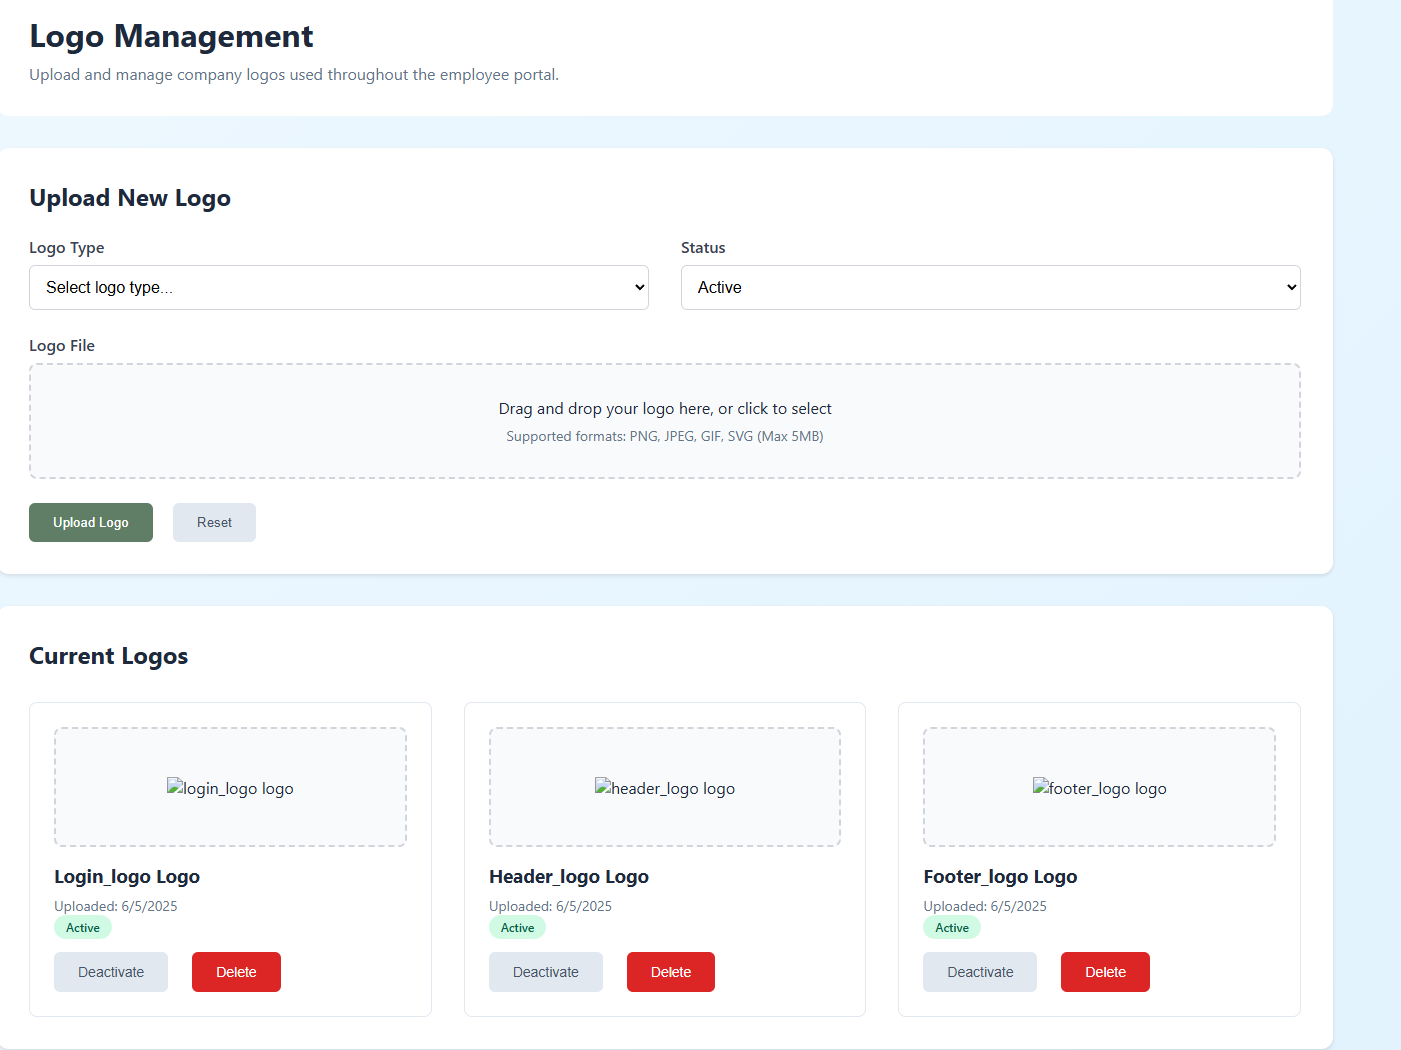 Logo Management
Upload and manage company logos used throughout the employee portal.
Upload New Logo
Logo Type
Status
Select logo type...
Active
Logo File
Drag and drop your logo here, or click to select
Supported formats: PNG, JPEG, GIF, SVG (Max 5MB)
Upload Logo
Reset
Current Logos
login_logo logo
Login_logo Logo
Uploaded: 6/5/2025
Active
Deactivate
Delete
header_logo logo
Header_logo Logo
Uploaded: 6/5/2025
Active
Deactivate
Delete
footer_logo logo
Footer_logo Logo
Uploaded: 6/5/2025
Active
Deactivate
Delete